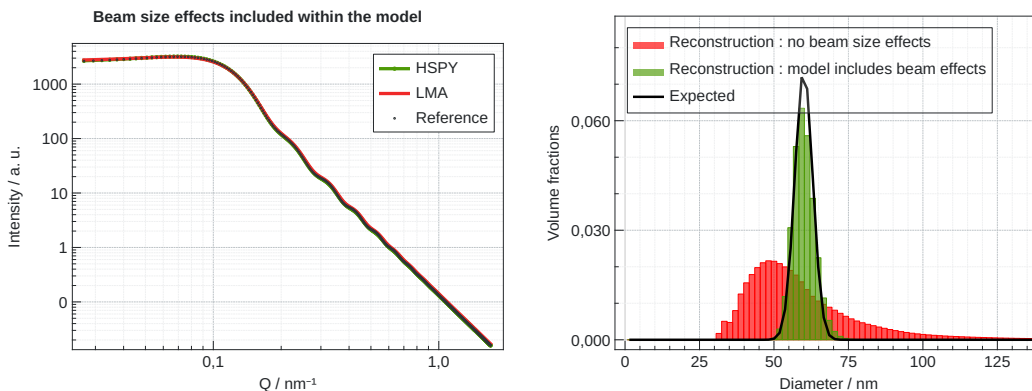 Beam size effects included within the model
Intensity / a. u.
1000
100
10
1
0
0,1
1,0
Q / nm⁻¹
HSPY
LMA
Reference
Volume fractions
0,060
0,030
0,000
0
25
50
75
100
125
Diameter / nm
Reconstruction : no beam size effects
Reconstruction : model includes beam effects
Expected